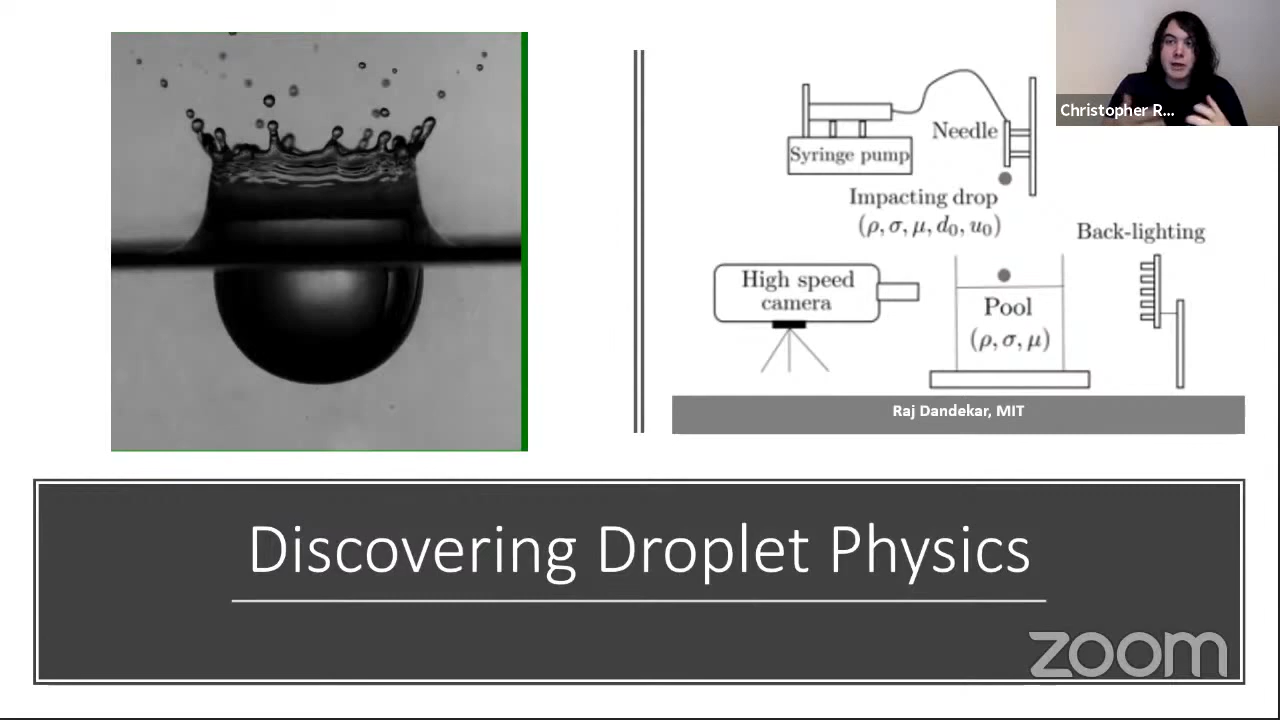 Christopher R...
Needle
Syringe pump
Impacting drop
(ρ, σ, μ, d₀, u₀)
Back-lighting
High speed
camera
Pool
(ρ, σ, μ)
Raj Dandekar, MIT
Discovering Droplet Physics
zoom